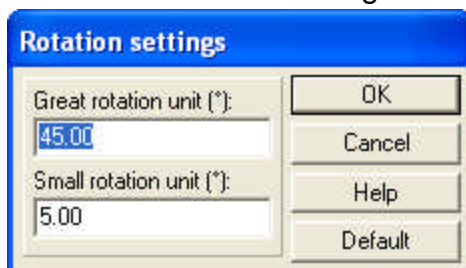 Rotation settings
Great rotation unit (°):
45.00
Small rotation unit (°):
5.00
OK
Cancel
Help
Default